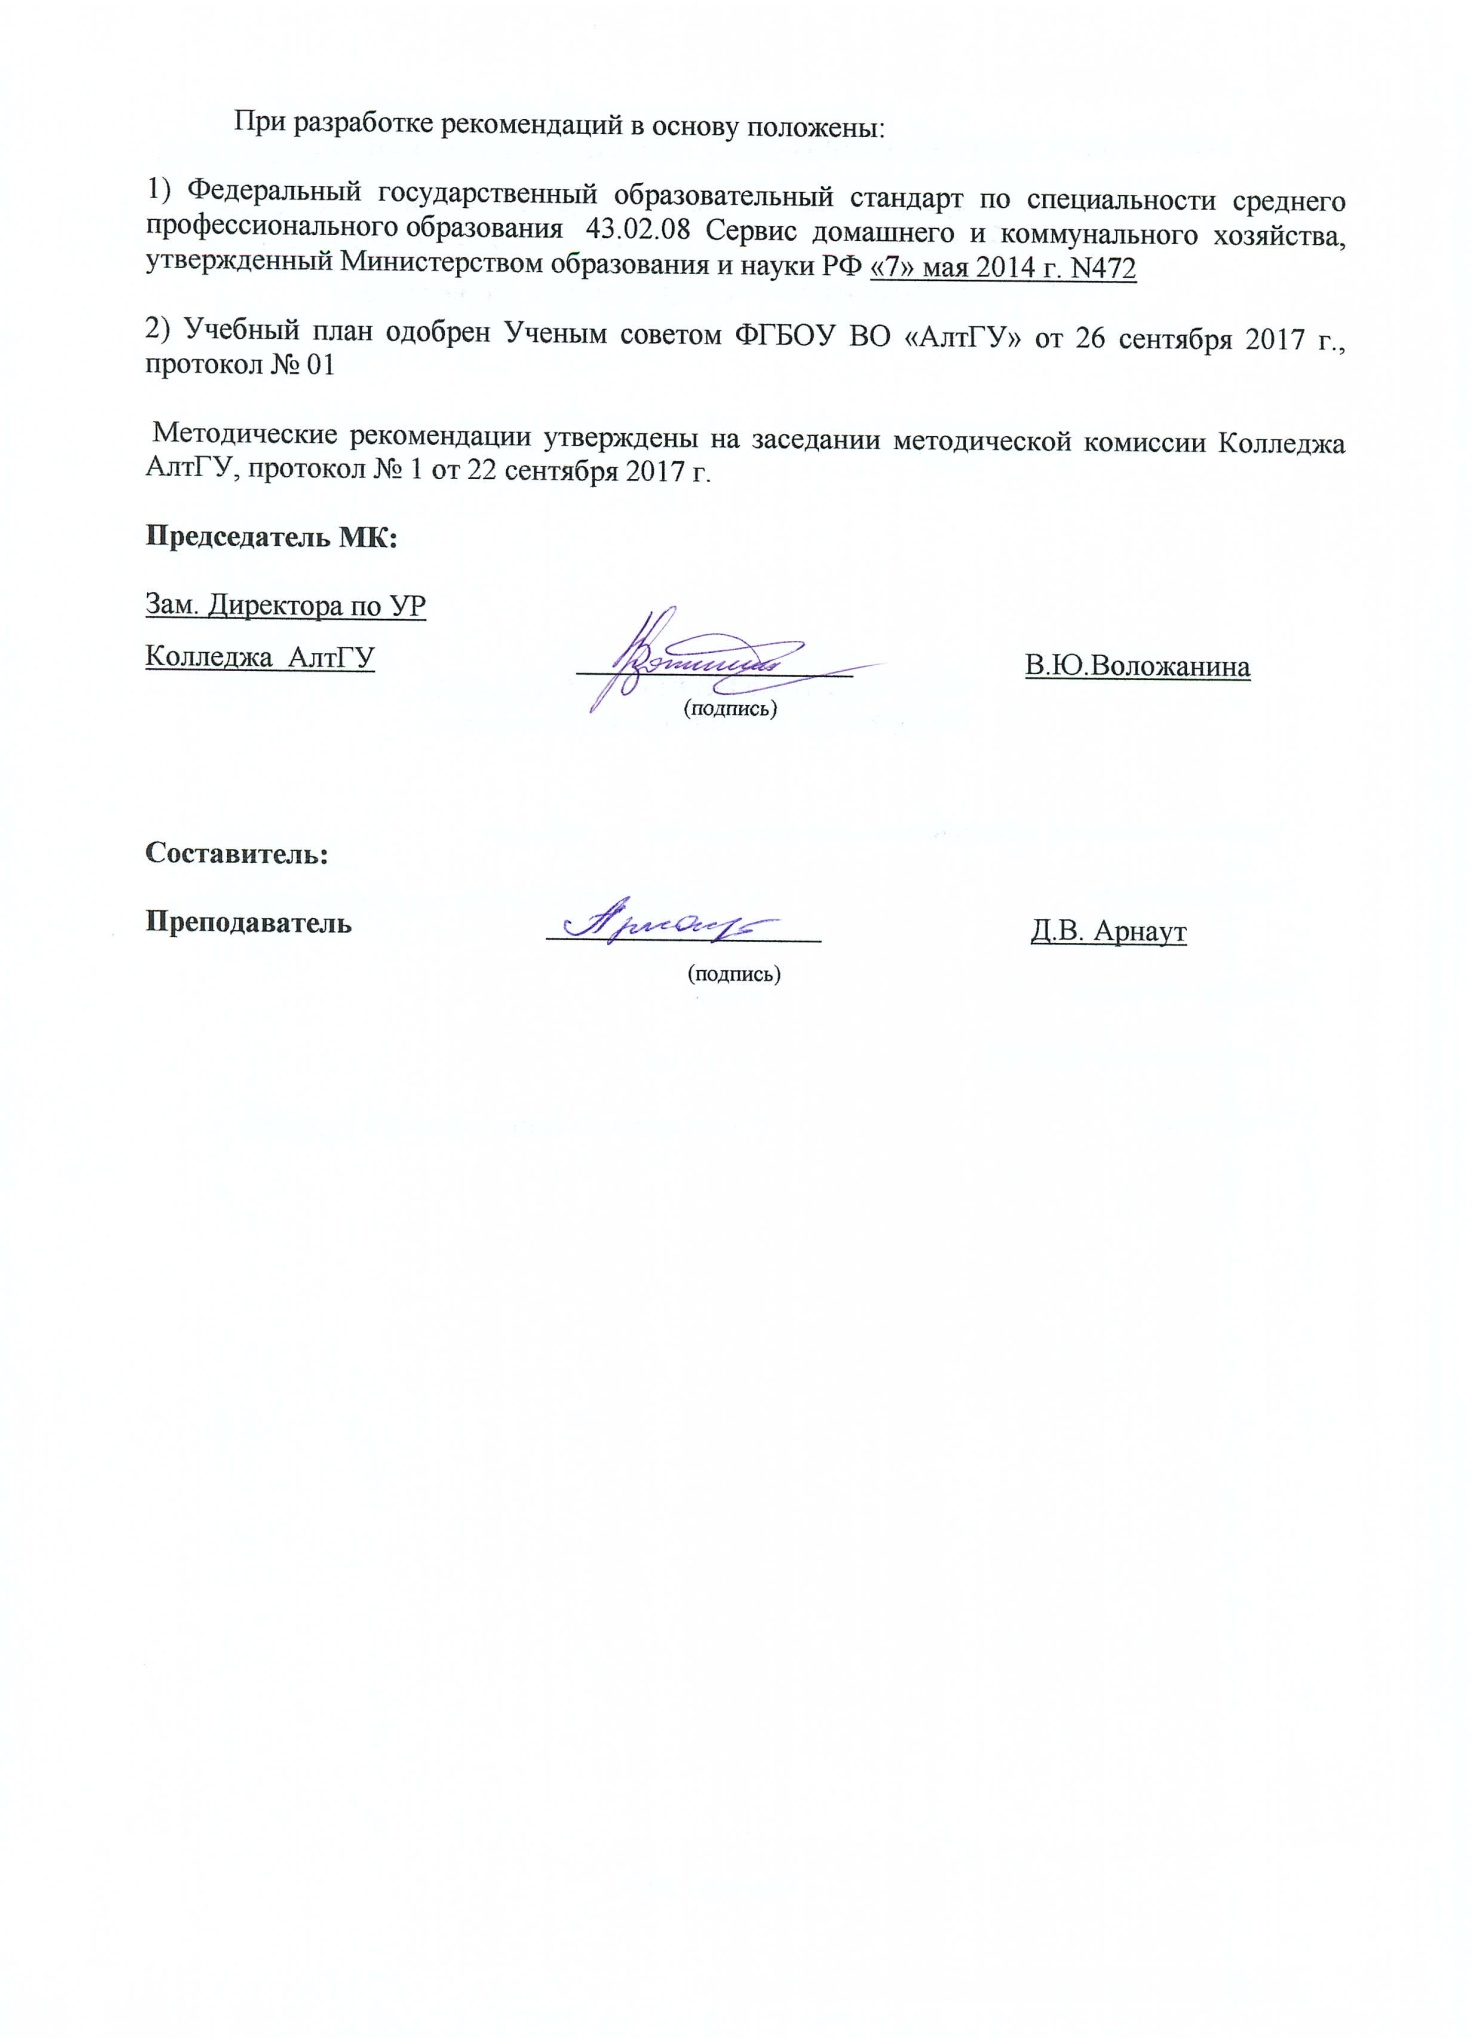 При разработке рекомендаций в основу положены:
1) Федеральный государственный образовательный стандарт по специальности среднего
профессионального образования 43.02.08 Сервис домашнего и коммунального хозяйства,
утвержденный Министерством образования и науки РФ «7» мая 2014 г. N472
2) Учебный план одобрен Ученым советом ФГБОУ ВО «АлтГУ» от 26 сентября 2017 г.,
протокол № 01
Методические рекомендации утверждены на заседании методической комиссии Колледжа
АлтГУ, протокол № 1 от 22 сентября 2017 г.
Председатель МК:
Зам. Директора по УР
Колледжа АлтГУ В.Ю.Воложанина
(подпись)
Составитель:
Преподаватель Арнаут Д.В. Арнаут
(подпись)